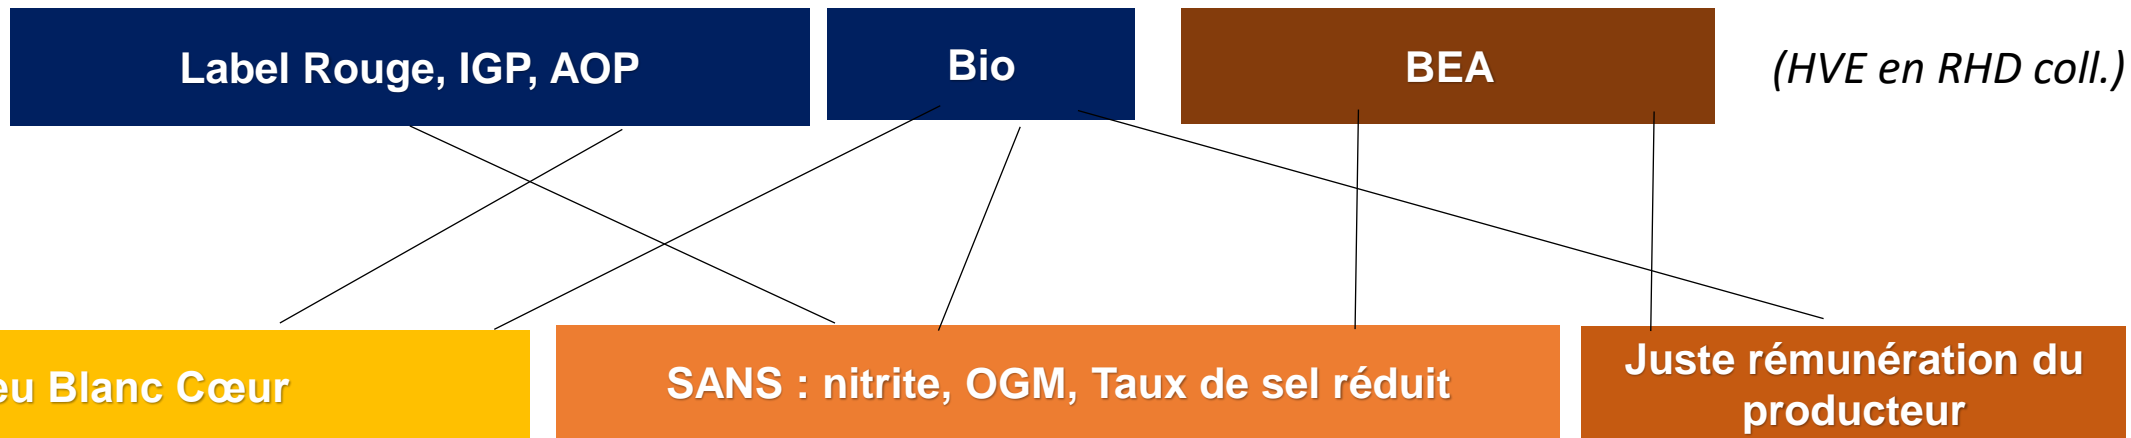 Label Rouge, IGP, AOP
Bio
BEA
(HVE en RHD coll.)
eu Blanc Cœur
SANS : nitrite, OGM, Taux de sel réduit
Juste rémunération du
producteur